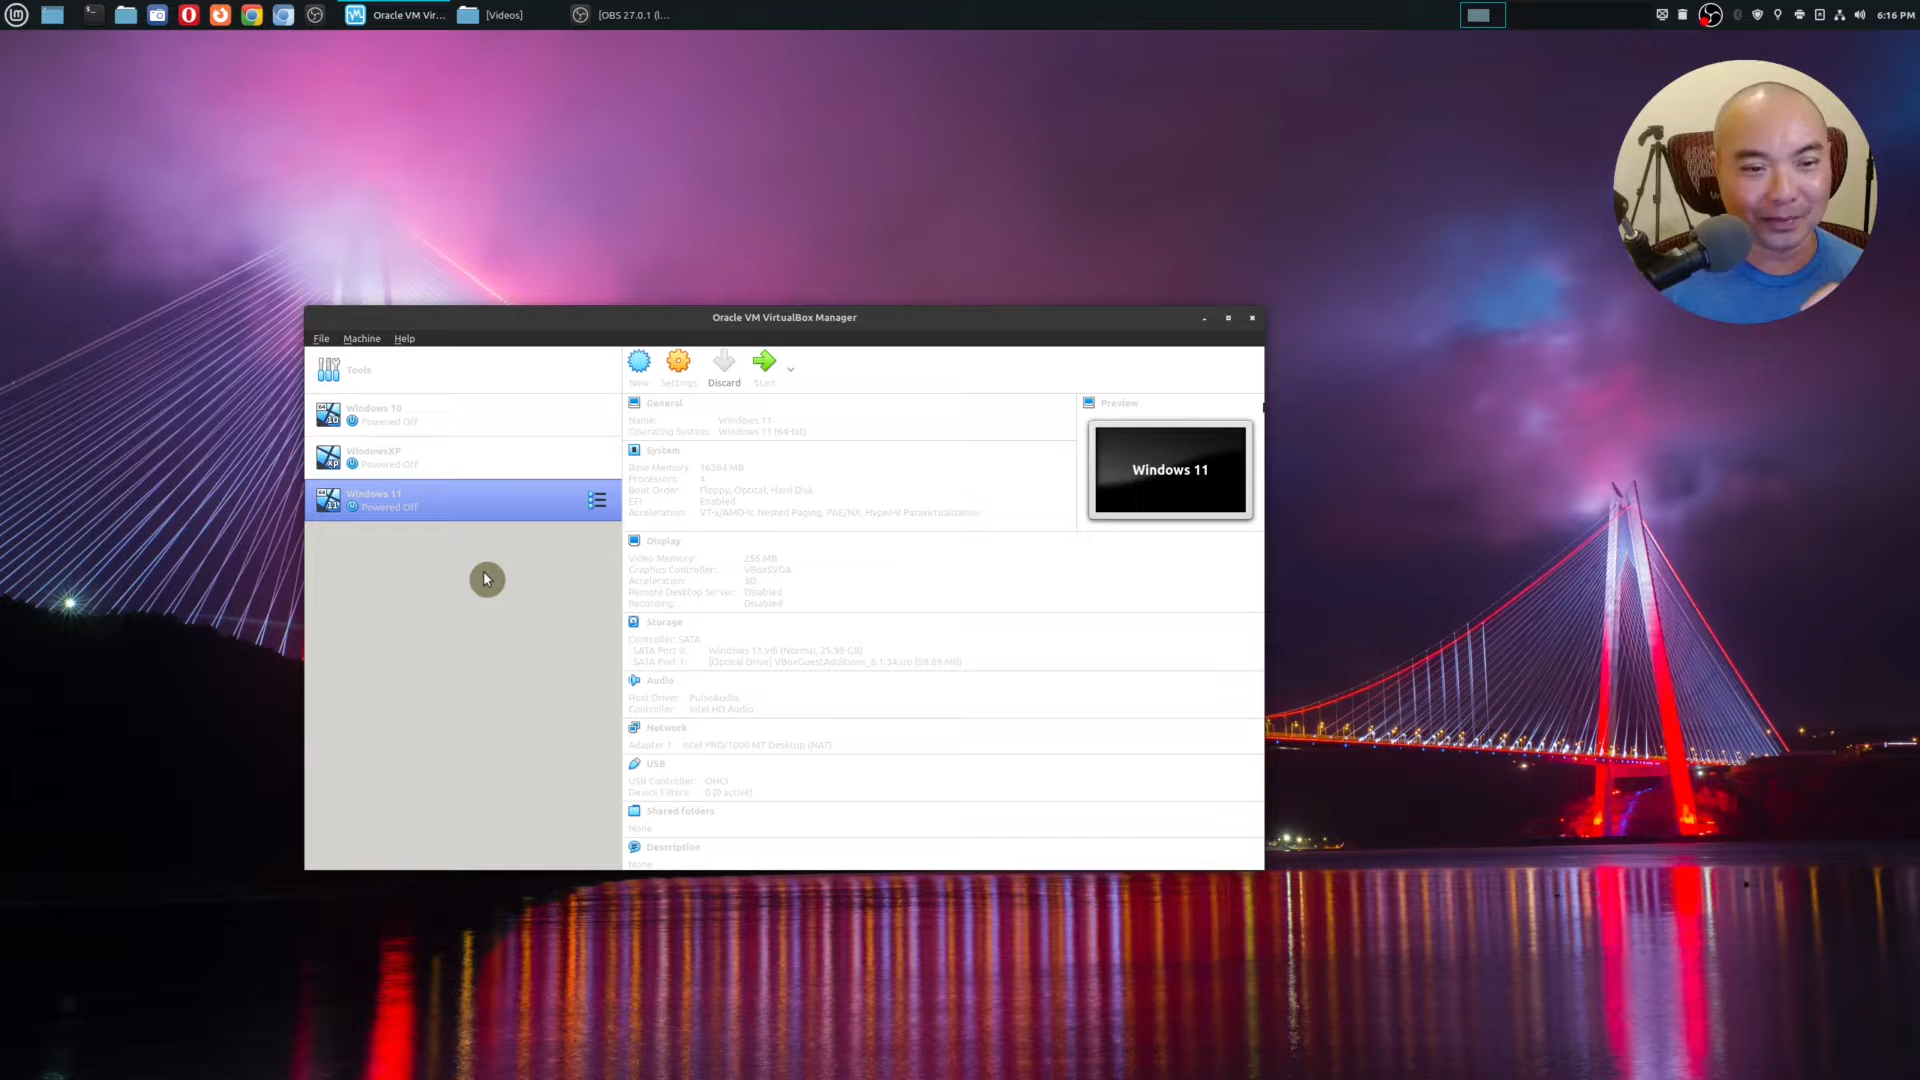 Oracle VM Vir...
[Videos]
[OBS 27.0.1 (l...
6:16 PM
Oracle VM VirtualBox Manager
File Machine Help
Tools
New Settings Discard Start
Windows 10
Powered Off
WindowsXP
Powered Off
Windows 11
Powered Off
General
Name: Windows 11
Operating System: Windows 11 (64-bit)
Preview
Windows 11
System
Base Memory: 16384 MB
Processors: 4
Boot Order: Floppy, Optical, Hard Disk
EFI: Enabled
Acceleration: VT-x/AMD-V, Nested Paging, PAE/NX, Hyper-V Paravirtualization
Display
Video Memory: 256 MB
Graphics Controller: VBoxSVGA
Acceleration: 3D
Remote Desktop Server: Disabled
Recording: Disabled
Storage
Controller: SATA
SATA Port 0: Windows 11.vdi (Normal, 25.99 GB)
SATA Port 1: [Optical Drive] VBoxGuestAdditions_6.1.34.iso (58.69 MB)
Audio
Host Driver: PulseAudio
Controller: Intel HD Audio
Network
Adapter 1: Intel PRO/1000 MT Desktop (NAT)
USB
USB Controller: OHCI
Device Filters: 0 (0 active)
Shared folders
None
Description
None